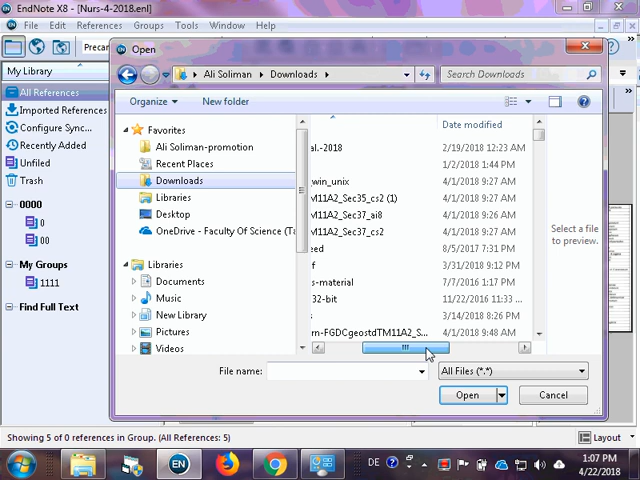 EndNote X8 - [Nurs-4-2018.enl]
File Edit References Groups Tools Window Help
Precan
My Library
All References
Imported References
Configure Sync...
Recently Added
Unfiled
Trash
0000
0
00
My Groups
1111
Find Full Text
Open
Ali Soliman Downloads
Search Downloads
Organize New folder
Favorites
Ali Soliman-promotion
Recent Places
Downloads
Libraries
Desktop
OneDrive - Faculty Of Science (Ta
Libraries
Documents
Music
New Library
Pictures
Videos
Date modified
al.-2018 2/19/2018 12:23 AM
1/2/2018 1:44 PM
_win_unix 4/1/2018 9:27 AM
M11A2_Sec35_cs2 (1) 4/1/2018 9:27 AM
M11A2_Sec37_ai8 4/1/2018 9:26 AM
M11A2_Sec37_cs2 4/1/2018 9:27 AM
eed 8/5/2017 7:31 PM
f 3/31/2018 9:12 PM
s-material 7/7/2016 1:17 PM
32-bit 11/22/2016 11:33 ...
s 3/14/2018 8:26 PM
rn-FGDCgeostdTM11A2_S... 4/1/2018 9:48 AM
Select a file
to preview.
File name:
All Files (*.*)
Open Cancel
Showing 5 of 0 references in Group. (All References: 5)
Layout
EN
DE
1:07 PM
4/22/2018